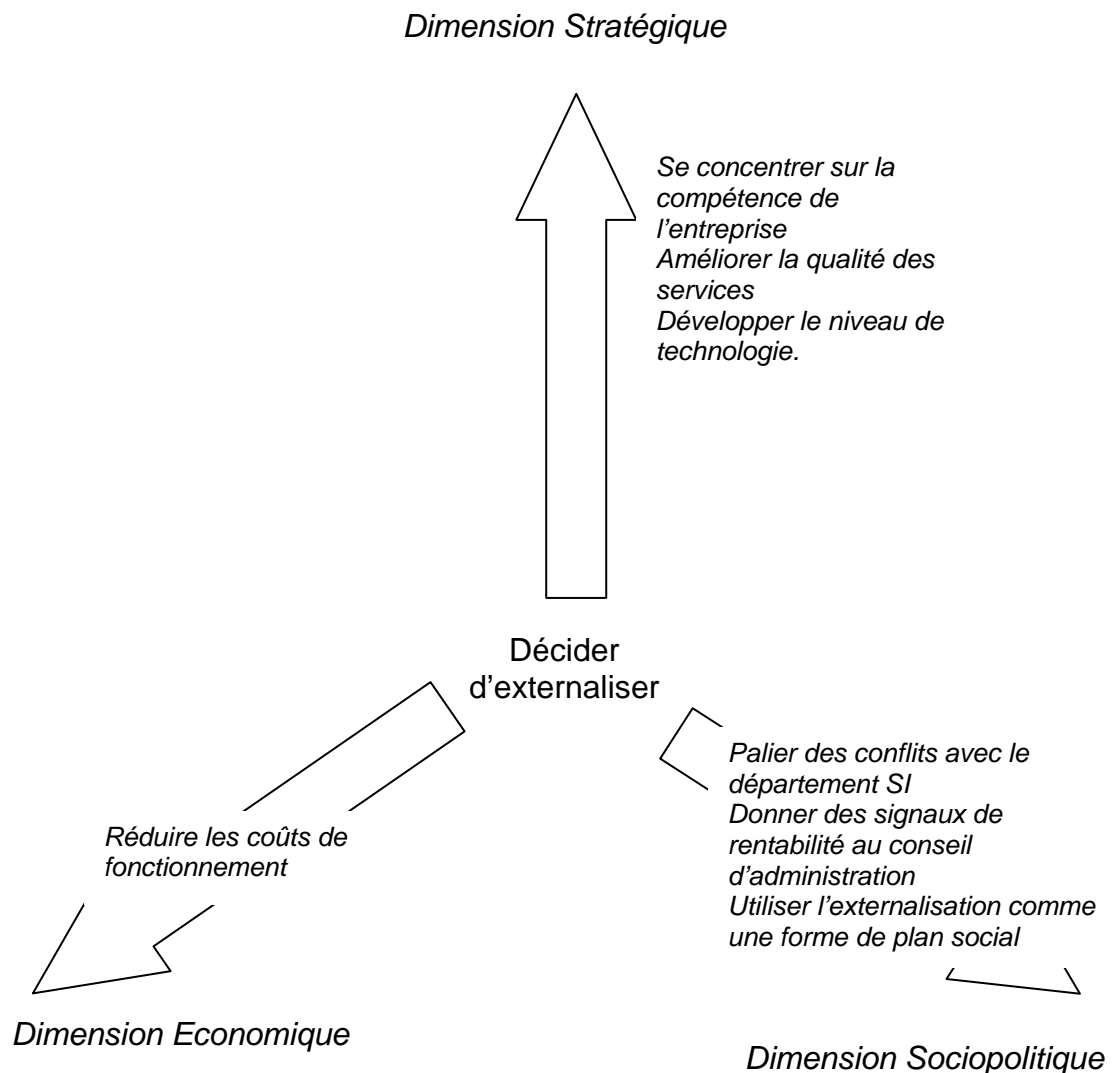 Dimension Stratégique
Se concentrer sur la
compétence de
l’entreprise
Améliorer la qualité des
services
Développer le niveau de
technologie.
Décider
d’externaliser
Palier des conflits avec le
département SI
Donner des signaux de
rentabilité au conseil
d’administration
Utiliser l’externalisation comme
une forme de plan social
Réduire les coûts de
fonctionnement
Dimension Economique
Dimension Sociopolitique